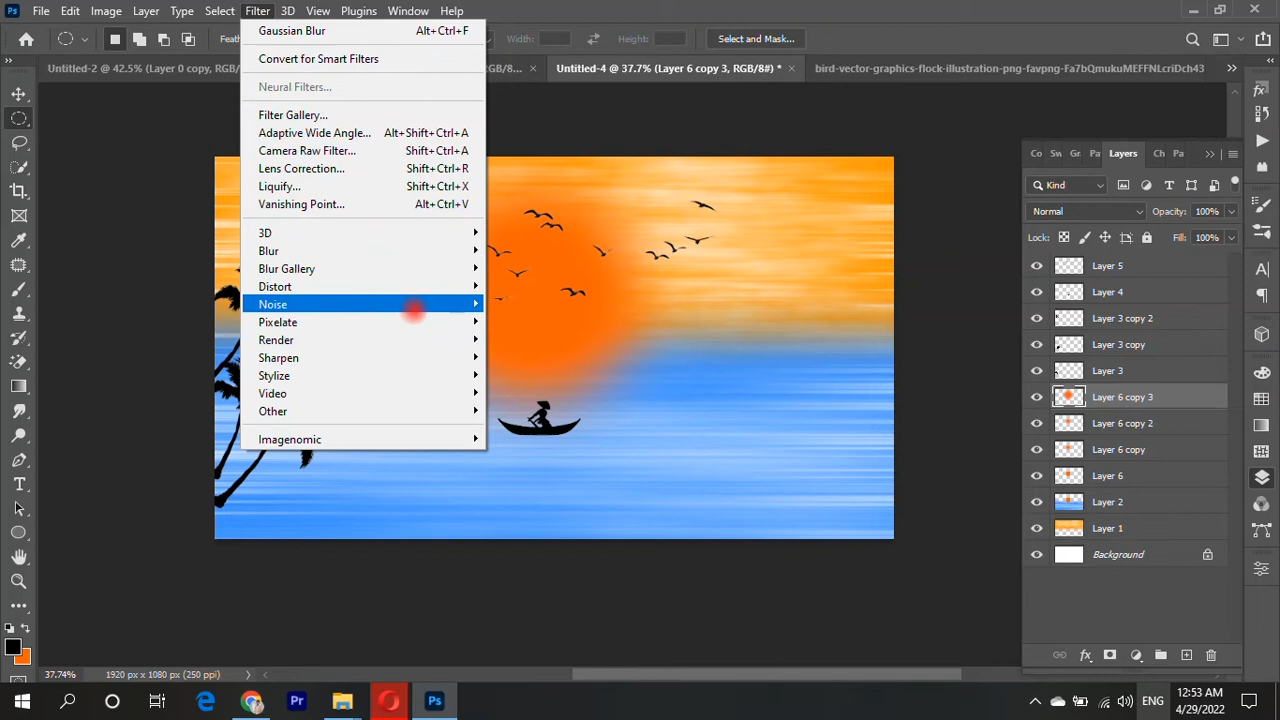 Ps File Edit Image Layer Type Select Filter 3D View Plugins Window Help
Width: Height: Select and Mask...
Untitled-2 @ 42.5% (Layer 0 copy, RGB/8 RGB/8... × Untitled-4 @ 37.7% (Layer 6 copy 3, RGB/8#) * × bird-vector-graphics-flock-illustration-png-favpng-Fa7bQmukuMEFFNLcriDcth43
Gaussian Blur Alt+Ctrl+F
Convert for Smart Filters
Neural Filters...
Filter Gallery...
Adaptive Wide Angle... Alt+Shift+Ctrl+A
Camera Raw Filter... Shift+Ctrl+A
Lens Correction... Shift+Ctrl+R
Liquify... Shift+Ctrl+X
Vanishing Point... Alt+Ctrl+V
3D
Blur
Blur Gallery
Distort
Noise
Pixelate
Render
Sharpen
Stylize
Video
Other
Imagenomic
Co Sw Gr Pa Layers Ch Pa
Kind
Normal Opacity: 100%
Lock: Fill: 100%
Layer 5
Layer 4
Layer 3 copy 2
Layer 3 copy
Layer 3
Layer 6 copy 3
Layer 6 copy 2
Layer 6 copy
Layer 6
Layer 2
Layer 1
Background
37.74% 1920 px x 1080 px (250 ppi)
Pr Ps ENG 12:53 AM
4/29/2022